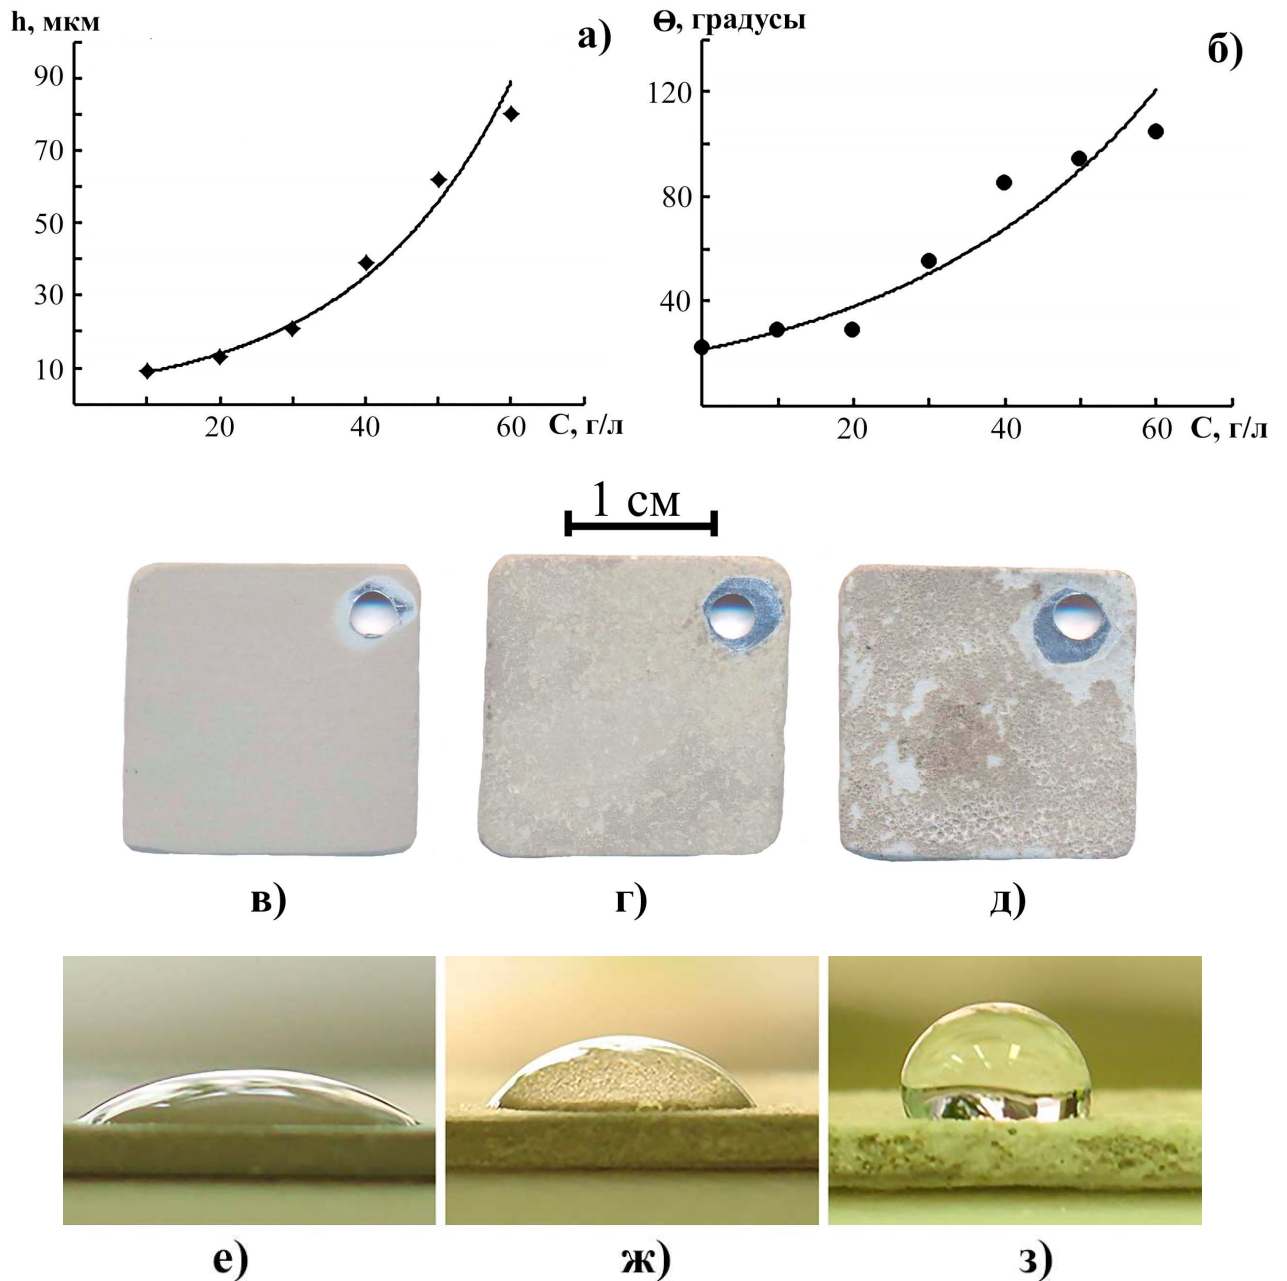 h, мкм
а)
90
70
50
30
10
20 40 60 С, г/л
Ө, градусы
б)
120
80
40
20 40 60 С, г/л
1 см
в) г) д)
е) ж) з)